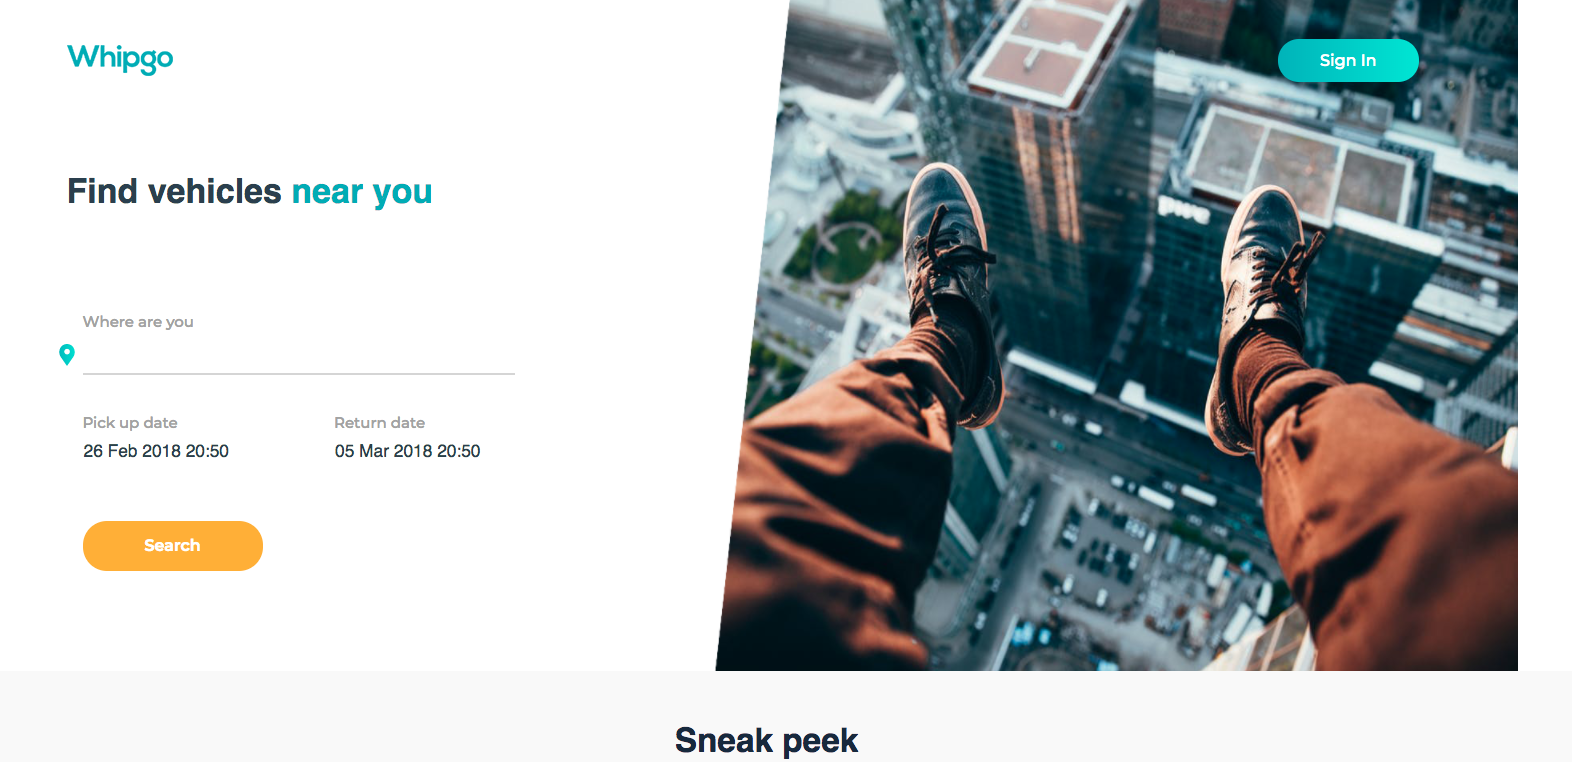 Whipgo
Sign In
Find vehicles near you
Where are you
Pick up date
Return date
26 Feb 2018 20:50
05 Mar 2018 20:50
Search
pwc
Sneak peek